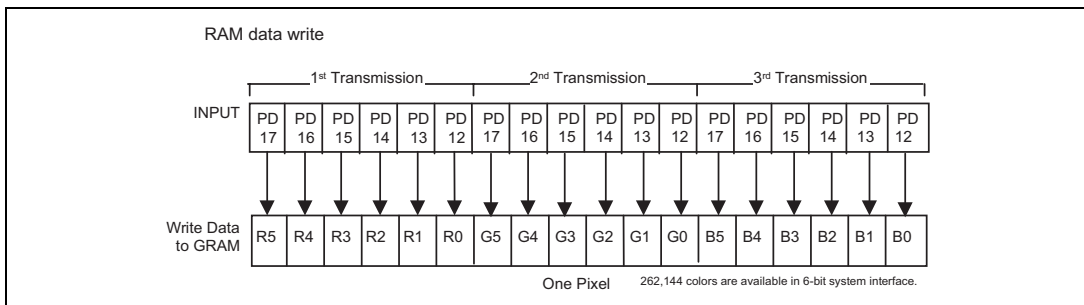 RAM data write
1st Transmission 2nd Transmission 3rd Transmission
INPUT
PD 17 PD 16 PD 15 PD 14 PD 13 PD 12 PD 17 PD 16 PD 15 PD 14 PD 13 PD 12 PD 17 PD 16 PD 15 PD 14 PD 13 PD 12
Write Data
to GRAM
R5 R4 R3 R2 R1 R0 G5 G4 G3 G2 G1 G0 B5 B4 B3 B2 B1 B0
One Pixel 262,144 colors are available in 6-bit system interface.